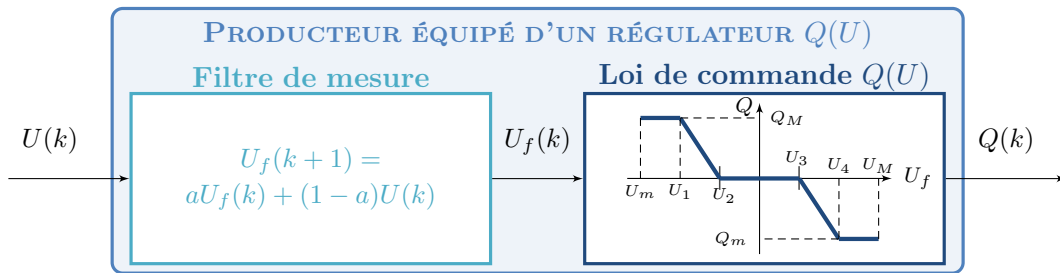 PRODUCTEUR ÉQUIPÉ D'UN RÉGULATEUR Q(U)
Filtre de mesure
Loi de commande Q(U)
U(k)
U_f(k + 1) =
aU_f(k) + (1 − a)U(k)
U_f(k)
Q
Q_M
U_3
U_4
U_M
U_m
U_1
U_2
U_f
Q_m
Q(k)